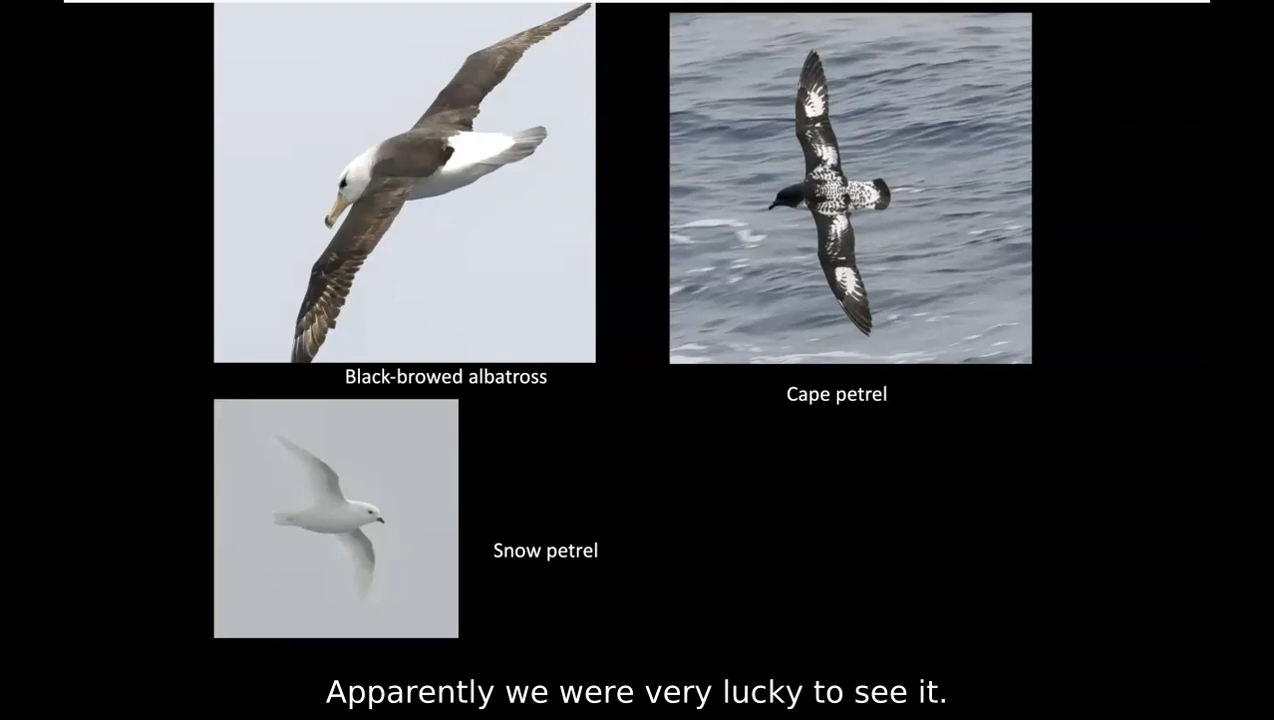 Black-browed albatross
Cape petrel
Snow petrel
Apparently we were very lucky to see it.